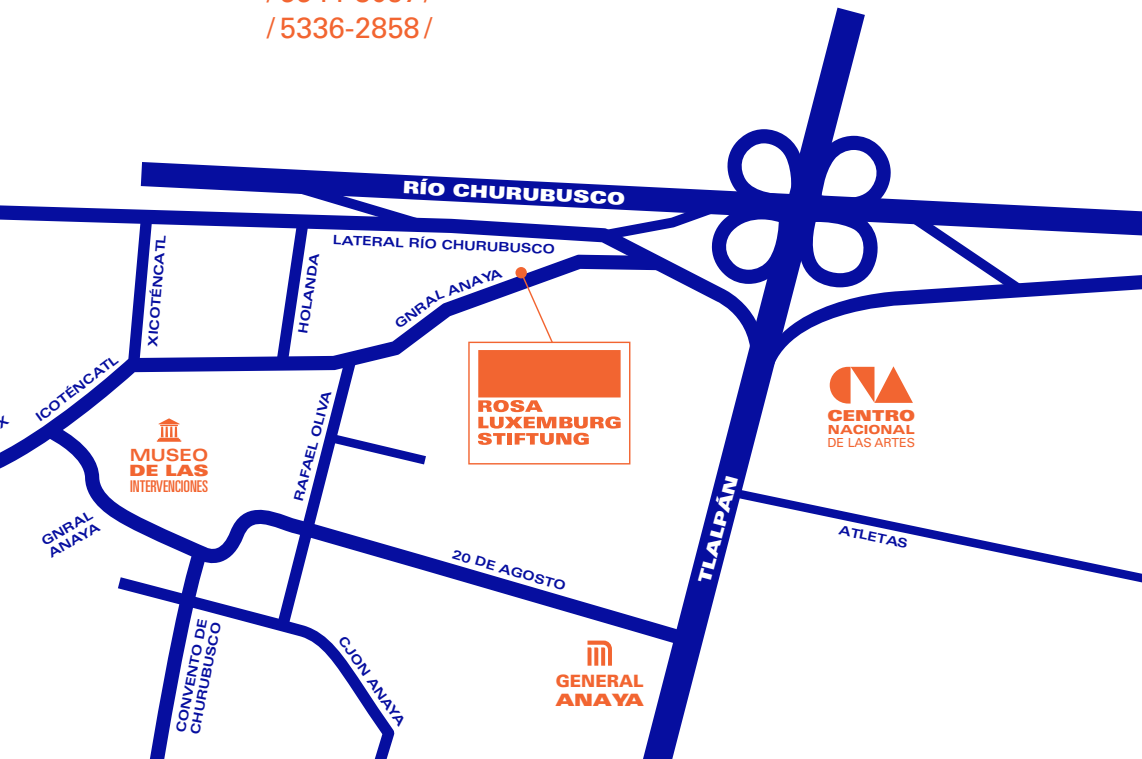 / 5336-2858 /
RÍO CHURUBUSCO
LATERAL RÍO CHURUBUSCO
XICOTÉNCATL
HOLANDA
GNRAL ANAYA
ICOTÉNCATL
X
ROSA
LUXEMBURG
STIFTUNG
CENTRO
NACIONAL
DE LAS ARTES
MUSEO
DE LAS
INTERVENCIONES
RAFAEL OLIVA
GNRAL
ANAYA
TLALPÁN
ATLETAS
20 DE AGOSTO
CONVENTO DE
CHURUBUSCO
CJON ANAYA
GENERAL
ANAYA